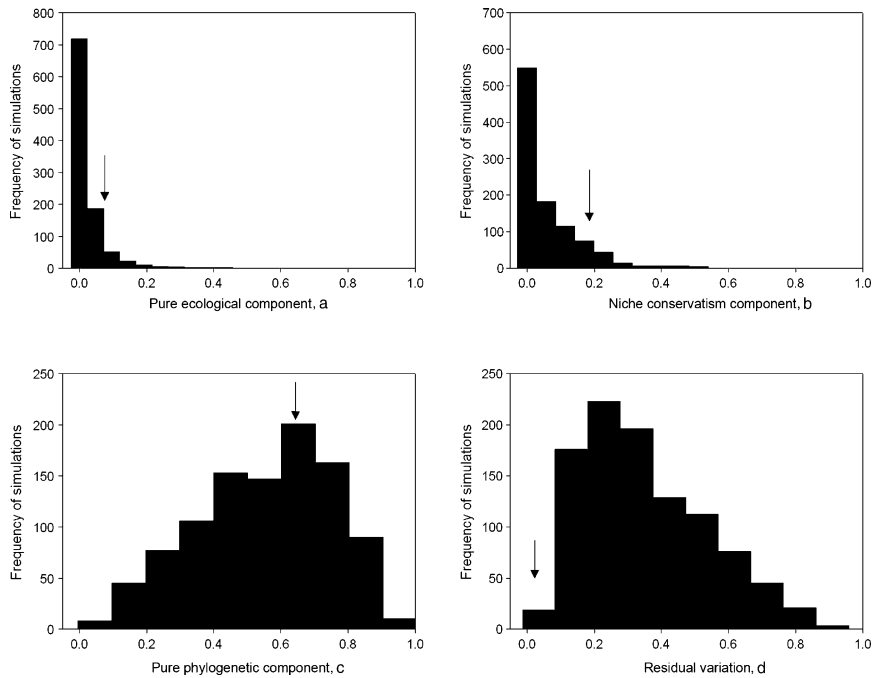 800
700
600
500
400
300
200
100
0
Frequency of simulations
0.0 0.2 0.4 0.6 0.8 1.0
Pure ecological component, a
700
600
500
400
300
200
100
0
Frequency of simulations
0.0 0.2 0.4 0.6 0.8 1.0
Niche conservatism component, b
250
200
150
100
50
0
Frequency of simulations
0.0 0.2 0.4 0.6 0.8 1.0
Pure phylogenetic component, c
250
200
150
100
50
0
Frequency of simulations
0.0 0.2 0.4 0.6 0.8 1.0
Residual variation, d